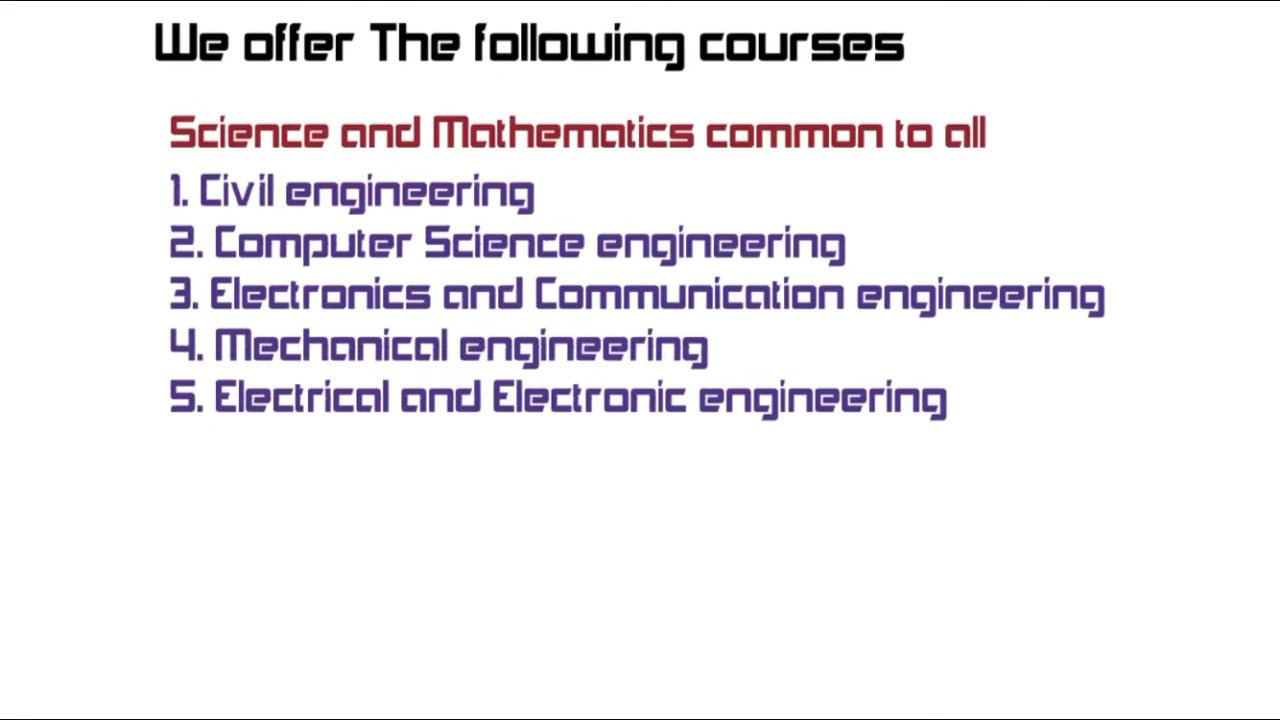 We offer The following courses
Science and Mathematics common to all
1. Civil engineering
2. Computer Science engineering
3. Electronics and Communication engineering
4. Mechanical engineering
5. Electrical and Electronic engineering